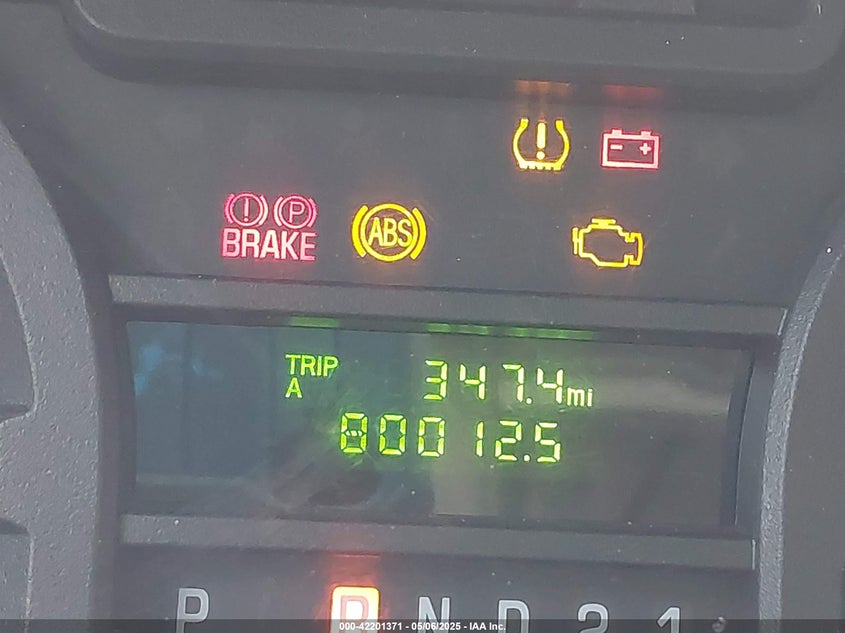 BRAKE
ABS
TRIP 347.4mi
A
80012.5
P R N D 2 1
000-42201371 - 05/06/2025 - IAA Inc.